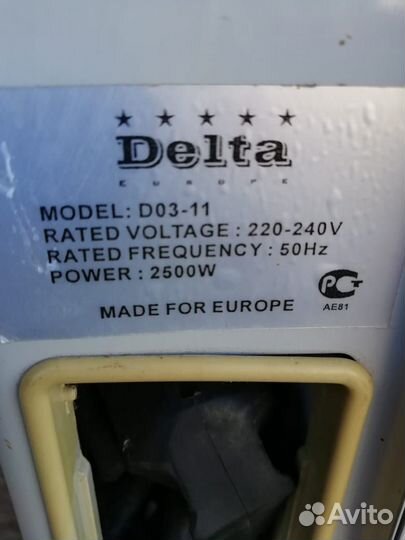 Delta
EUROPE
MODEL: D03-11
RATED VOLTAGE : 220-240V
RATED FREQUENCY : 50Hz
POWER : 2500W
РСТ
AE81
MADE FOR EUROPE
Avito